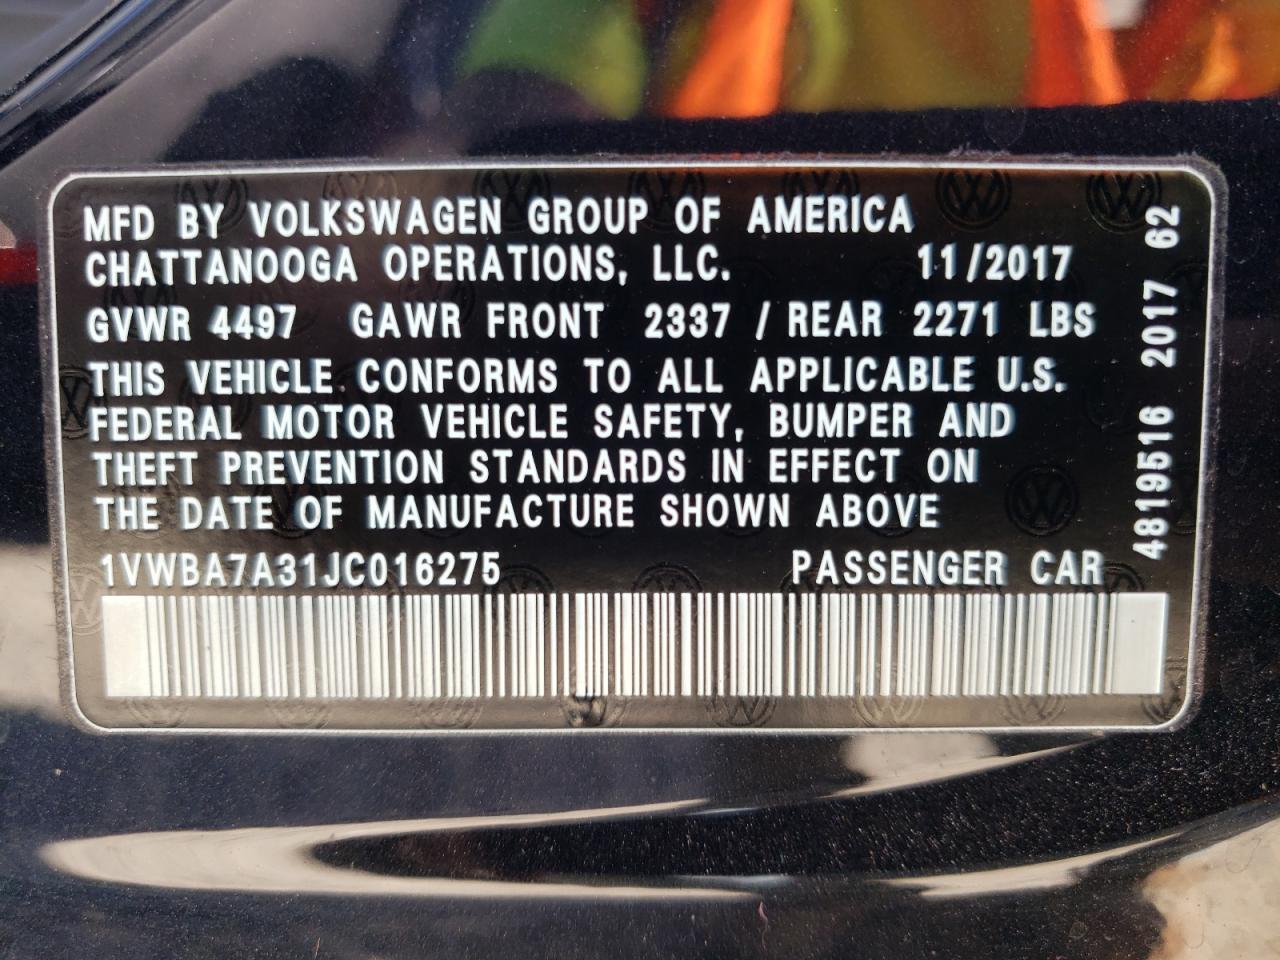 MFD BY VOLKSWAGEN GROUP OF AMERICA
CHATTANOOGA OPERATIONS, LLC. 11/2017
GVWR 4497 GAWR FRONT 2337 / REAR 2271 LBS
THIS VEHICLE CONFORMS TO ALL APPLICABLE U.S.
FEDERAL MOTOR VEHICLE SAFETY, BUMPER AND
THEFT PREVENTION STANDARDS IN EFFECT ON
THE DATE OF MANUFACTURE SHOWN ABOVE
1VWBA7A31JC016275 PASSENGER CAR
4819516 2017 62